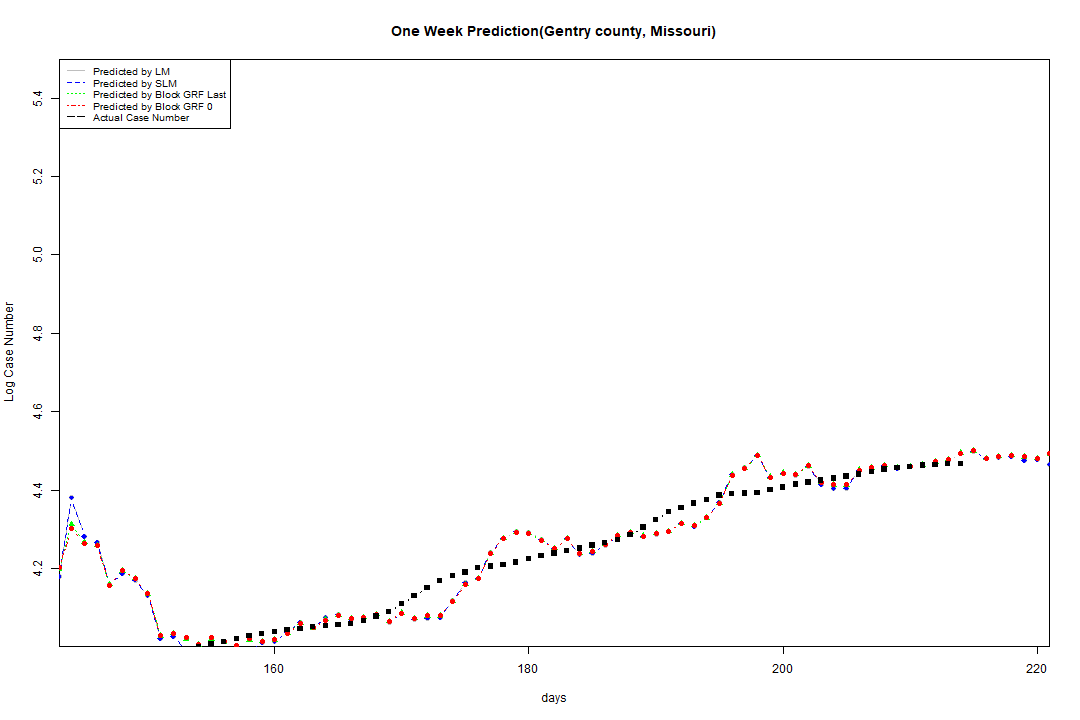 One Week Prediction(Gentry county, Missouri)
Predicted by LM
Predicted by SLM
Predicted by Block GRF Last
Predicted by Block GRF 0
Actual Case Number
5.4
5.2
5.0
4.8
4.6
4.4
4.2
Log Case Number
160 180 200 220
days